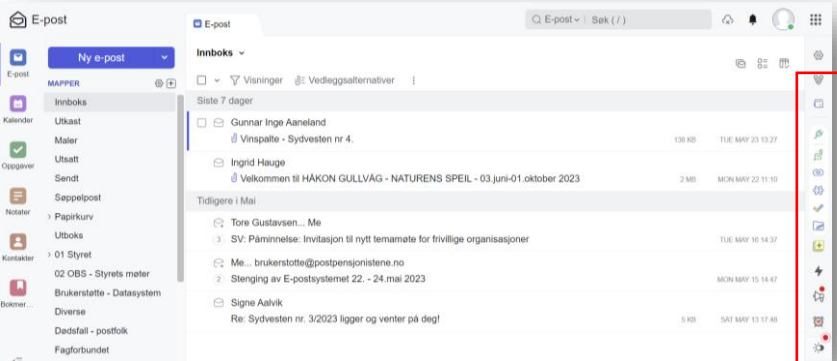 E-post
E-post
E-post
Søk ( / )
E-post
Kalender
Oppgaver
Notater
Kontakter
Bokmer...
Ny e-post
MAPPER
Innboks
Utkast
Maler
Utsatt
Sendt
Søppelpost
Papirkurv
Utboks
01 Styret
02 OBS - Styrets møter
Brukerstøtte - Datasystem
Diverse
Dødsfall - postfolk
Fagforbundet
Innboks
Visninger
Vedleggsalternativer
Siste 7 dager
Gunnar Inge Aaneland
Vinspalte - Sydvesten nr 4.
138 KB
TUE MAY 23 13:27
Ingrid Hauge
Velkommen til HÅKON GULLVÅG - NATURENS SPEIL - 03.juni-01.oktober 2023
2 MB
MON MAY 22 11:10
Tidligere i Mai
Tore Gustavsen... Me
3 SV: Påminnelse: Invitasjon til nytt temamøte for frivillige organisasjoner
TUE MAY 16 14:37
Me... brukerstotte@postpensjonistene.no
2 Stenging av E-postsystemet 22. - 24.mai 2023
MON MAY 15 14:47
Signe Aalvik
Re: Sydvesten nr. 3/2023 ligger og venter på deg!
5 KB
SAT MAY 13 17:48